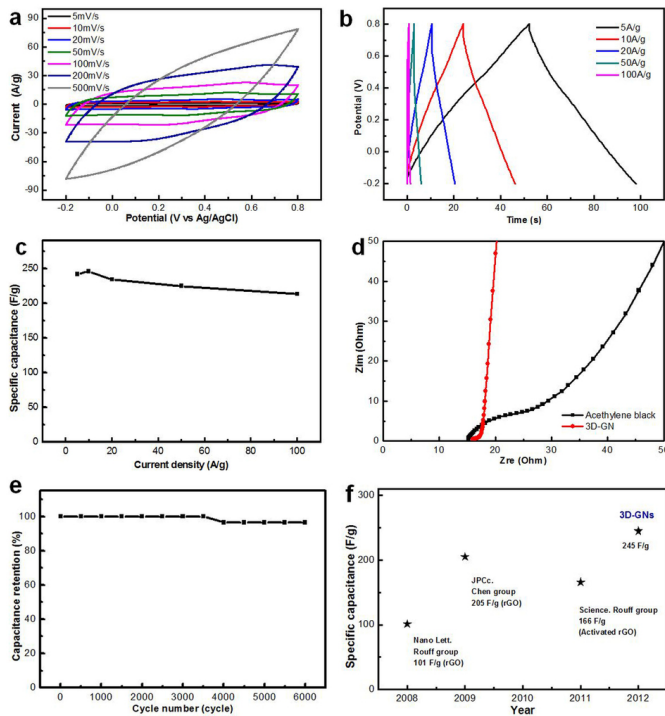 a
5mV/s
10mV/s
20mV/s
50mV/s
100mV/s
200mV/s
500mV/s
Current (A/g)
90
60
30
0
-30
-60
-90
-0.2 0.0 0.2 0.4 0.6 0.8
Potential (V vs Ag/AgCl)
b
5A/g
10A/g
20A/g
50A/g
100A/g
Potential (V)
0.8
0.4
0.0
-0.2
0 20 40 60 80 100
Time (s)
c
Specific capacitance (F/g)
250
200
150
100
50
0
0 20 40 60 80 100
Current density (A/g)
d
Zim (Ohm)
50
40
30
20
10
0
0 10 20 30 40 50
Zre (Ohm)
Acethylene black
3D-GN
e
Capacitance retention (%)
120
100
80
60
40
20
0
0 1000 2000 3000 4000 5000 6000
Cycle number (cycle)
f
Specific capacitance (F/g)
300
200
100
0
2008 2009 2010 2011 2012
Year
Nano Lett.
Rouff group
101 F/g (rGO)
JPCc.
Chen group
205 F/g (rGO)
Science. Rouff group
166 F/g
(Activated rGO)
3D-GNs
245 F/g